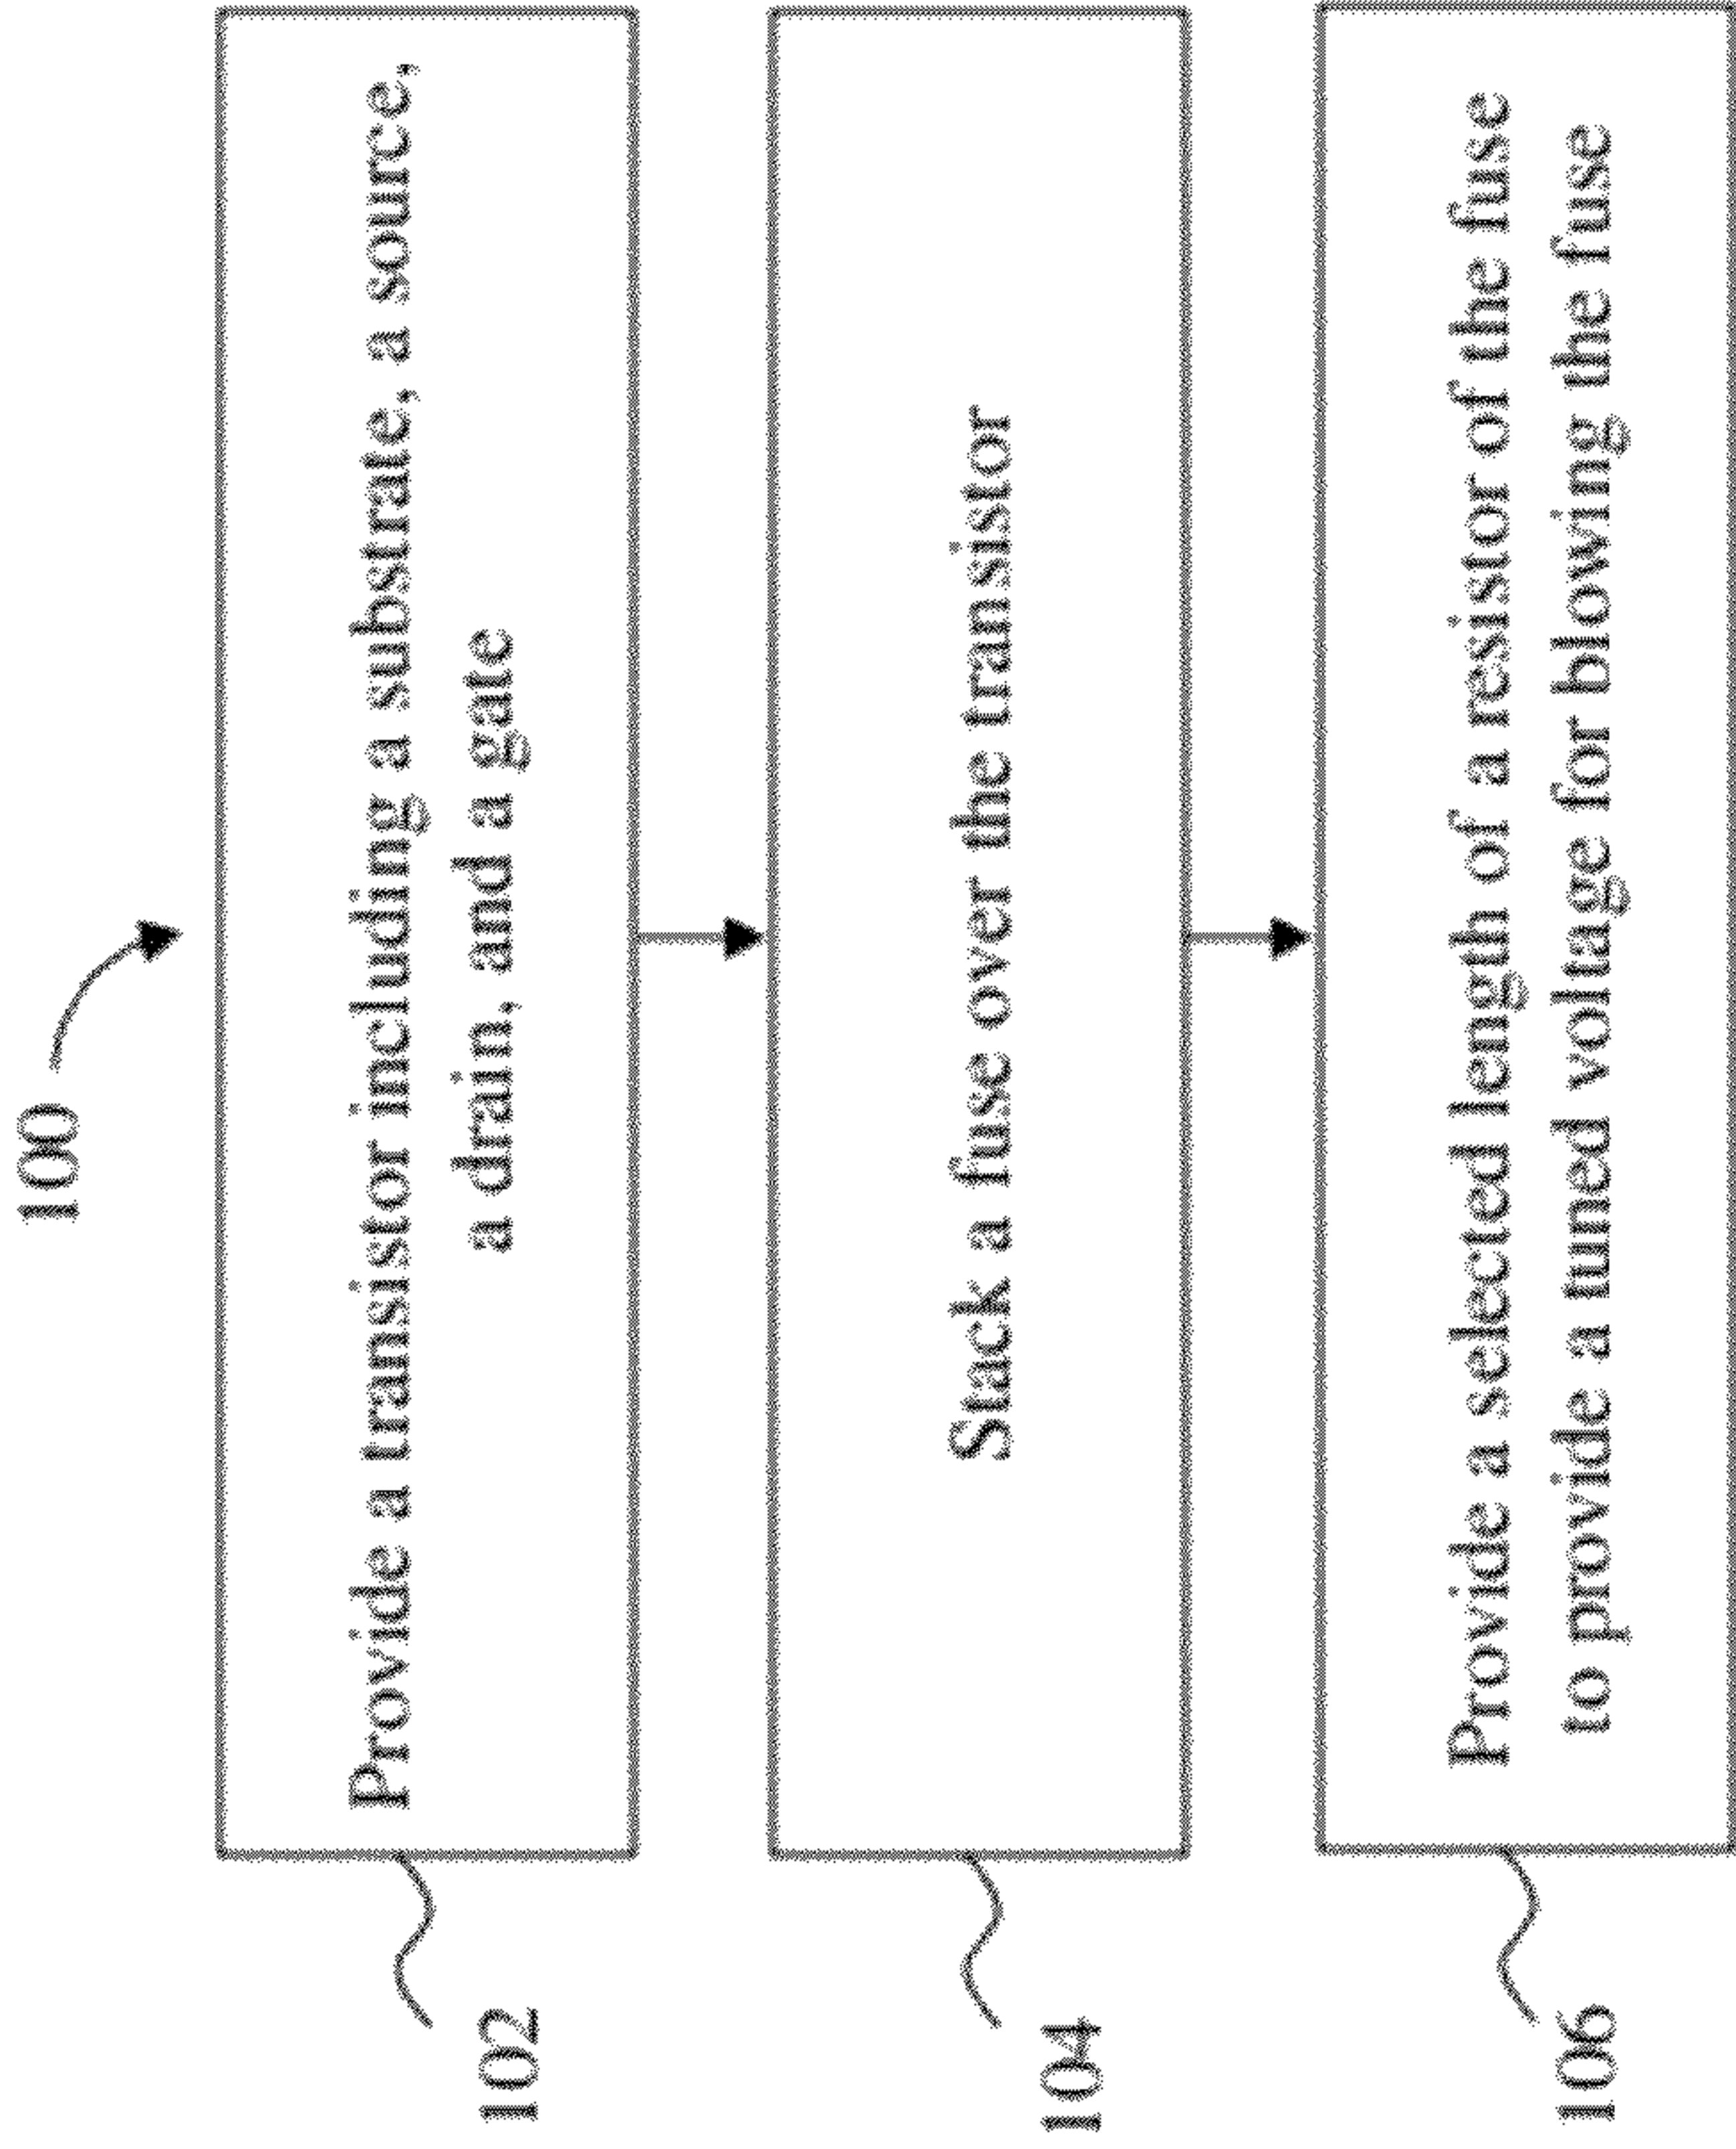 100
102
Provide a transistor including a substrate, a source,
a drain, and a gate
104
Stack a fuse over the transistor
106
Provide a selected length of a resistor of the fuse
to provide a tuned voltage for blowing the fuse